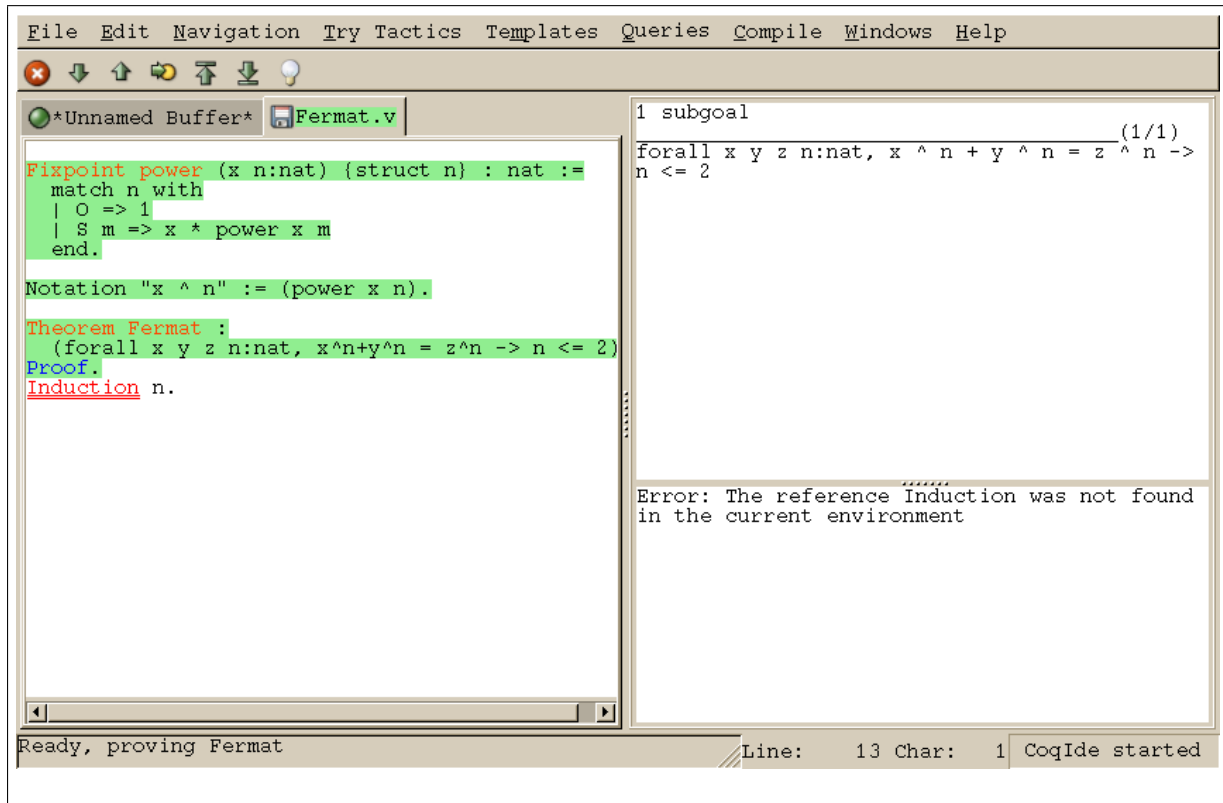 File Edit Navigation Try Tactics Templates Queries Compile Windows Help
*Unnamed Buffer* Fermat.v
Fixpoint power (x n:nat) {struct n} : nat :=
match n with
| O => 1
| S m => x * power x m
end.
Notation "x ^ n" := (power x n).
Theorem Fermat :
(forall x y z n:nat, x^n+y^n = z^n -> n <= 2)
Proof.
Induction n.
1 subgoal
(1/1)
forall x y z n:nat, x ^ n + y ^ n = z ^ n ->
n <= 2
Error: The reference Induction was not found
in the current environment
Ready, proving Fermat
Line: 13 Char: 1 CoqIde started